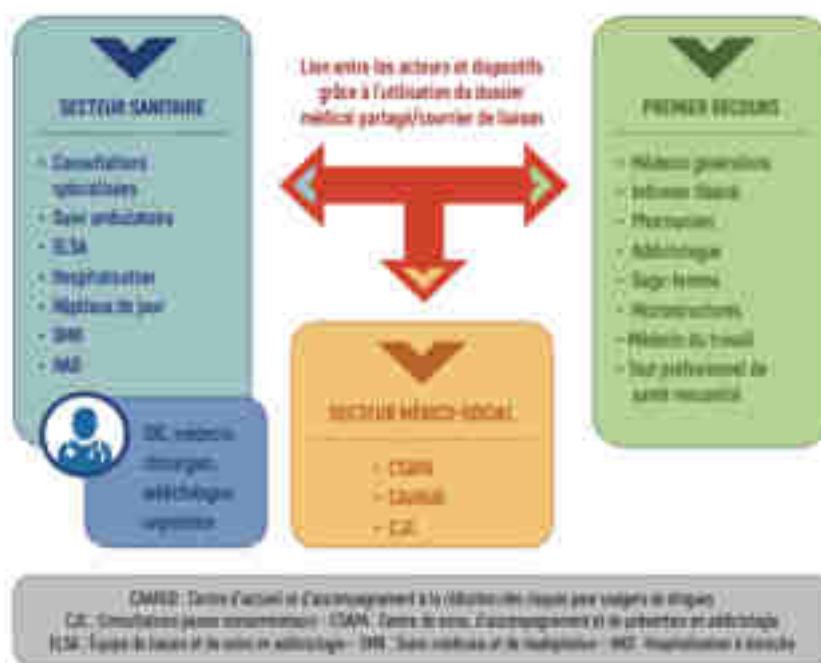 Lien entre les acteurs et dispositifs
grâce à l'utilisation du dossier
médical partagé/courrier de liaison
SECTEUR SANITAIRE
• Consultations
spécialisées
• Suivi ambulatoire
• ELSA
• Hospitalisation
• Hôpitaux de jour
• SMR
• HAD
IDE, médecin,
chirurgien,
addictologue
urgentiste
PREMIER RECOURS
• Médecin généraliste
• Infirmier libéral
• Pharmacien
• Addictologue
• Sage-femme
• Microstructures
• Médecin du travail
• Tout professionnel de
santé
SECTEUR MÉDICO-SOCIAL
• CSAPA
• CAARUD
• CJC
CAARUD : Centre d'accueil et d'accompagnement à la réduction des risques pour usagers de drogues
CJC : Consultations jeunes consommateurs - CSAPA : Centre de soins, d'accompagnement et de prévention en addictologie
ELSA : Équipe de liaison et de soins en addictologie - SMR : Soins médicaux et de réadaptation - HAD : Hospitalisation à domicile